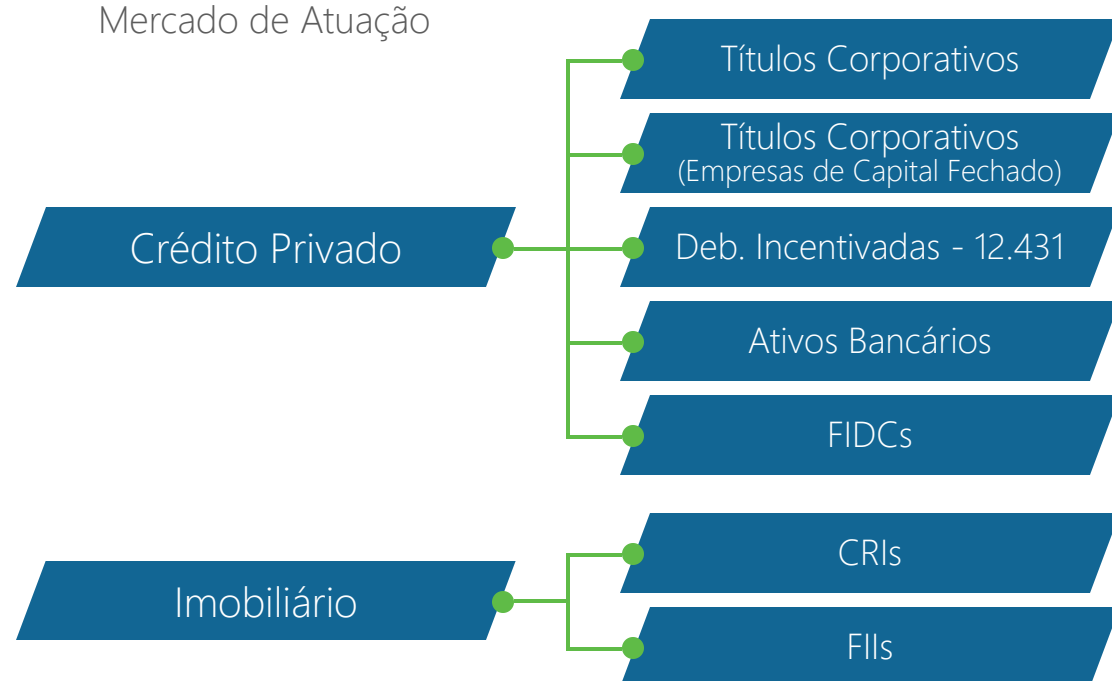 Mercado de Atuação
Crédito Privado
Títulos Corporativos
Títulos Corporativos
(Empresas de Capital Fechado)
Deb. Incentivadas - 12.431
Ativos Bancários
FIDCs
Imobiliário
CRIs
FIIs